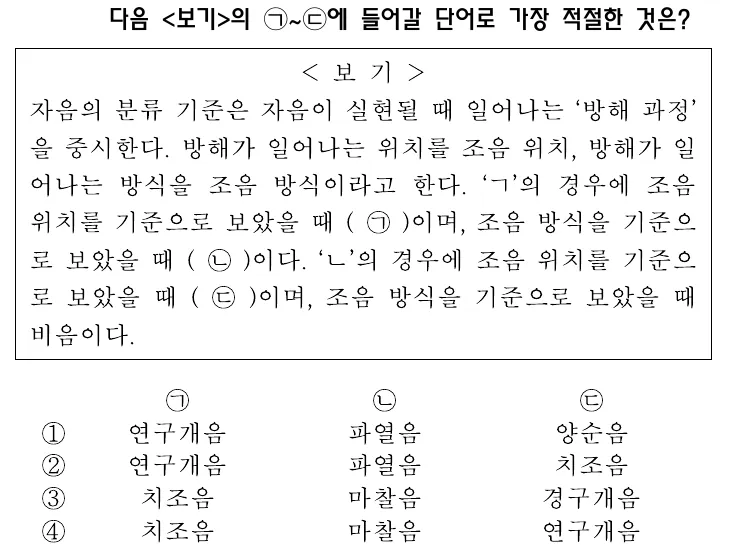 다음 <보기>의 ㉠~㉢에 들어갈 단어로 가장 적절한 것은?
< 보 기 >
자음의 분류 기준은 자음이 실현될 때 일어나는 ‘방해 과정’
을 중시한다. 방해가 일어나는 위치를 조음 위치, 방해가 일
어나는 방식을 조음 방식이라고 한다. ‘ㄱ’의 경우에 조음
위치를 기준으로 보았을 때 ( ㉠ )이며, 조음 방식을 기준으
로 보았을 때 ( ㉡ )이다. ‘ㄴ’의 경우에 조음 위치를 기준으
로 보았을 때 ( ㉢ )이며, 조음 방식을 기준으로 보았을 때
비음이다.
㉠ ㉡ ㉢
① 연구개음 파열음 양순음
② 연구개음 파열음 치조음
③ 치조음 마찰음 경구개음
④ 치조음 마찰음 연구개음